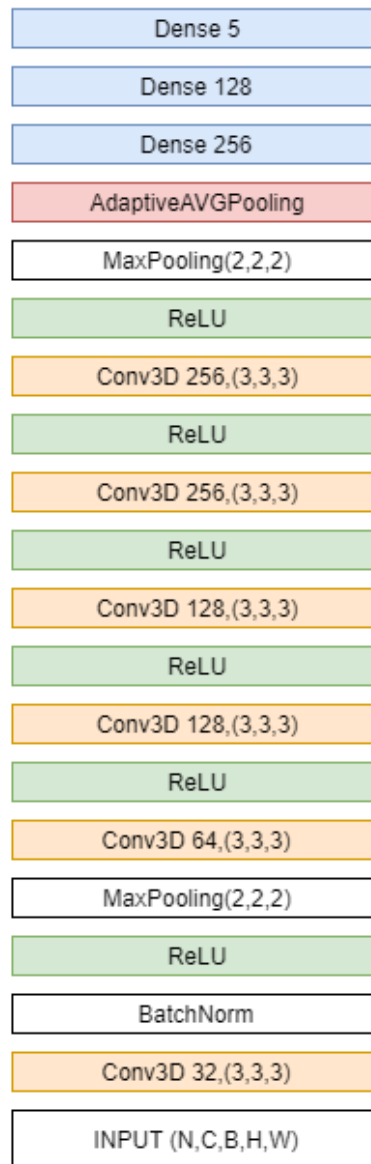 Dense 5
Dense 128
Dense 256
AdaptiveAVGPooling
MaxPooling(2,2,2)
ReLU
Conv3D 256,(3,3,3)
ReLU
Conv3D 256,(3,3,3)
ReLU
Conv3D 128,(3,3,3)
ReLU
Conv3D 128,(3,3,3)
ReLU
Conv3D 64,(3,3,3)
MaxPooling(2,2,2)
ReLU
BatchNorm
Conv3D 32,(3,3,3)
INPUT (N,C,B,H,W)